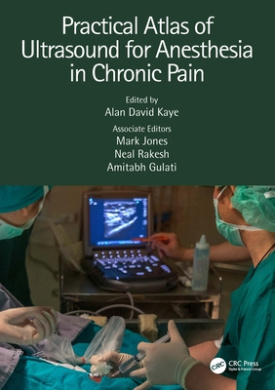 Practical Atlas of
Ultrasound for Anesthesia
in Chronic Pain
Edited by
Alan David Kaye
Associate Editors
Mark Jones
Neal Rakesh
Amitabh Gulati
CRC Press
Taylor & Francis Group